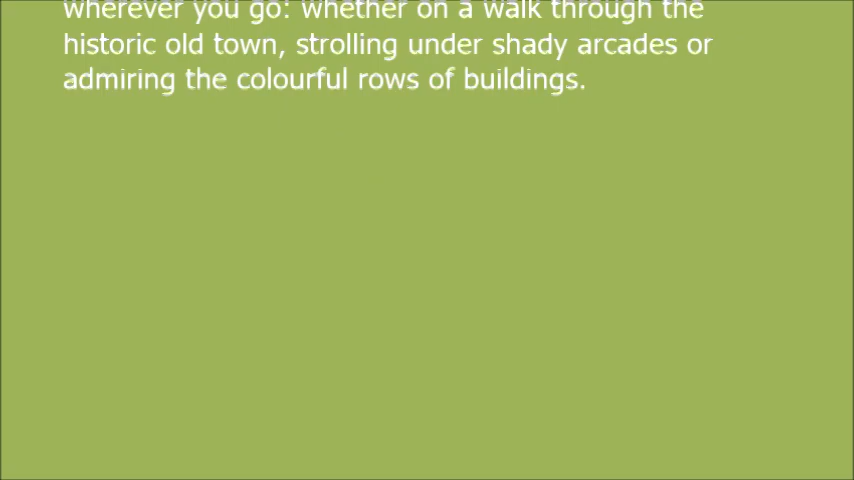 wherever you go: whether on a walk through the
historic old town, strolling under shady arcades or
admiring the colourful rows of buildings.